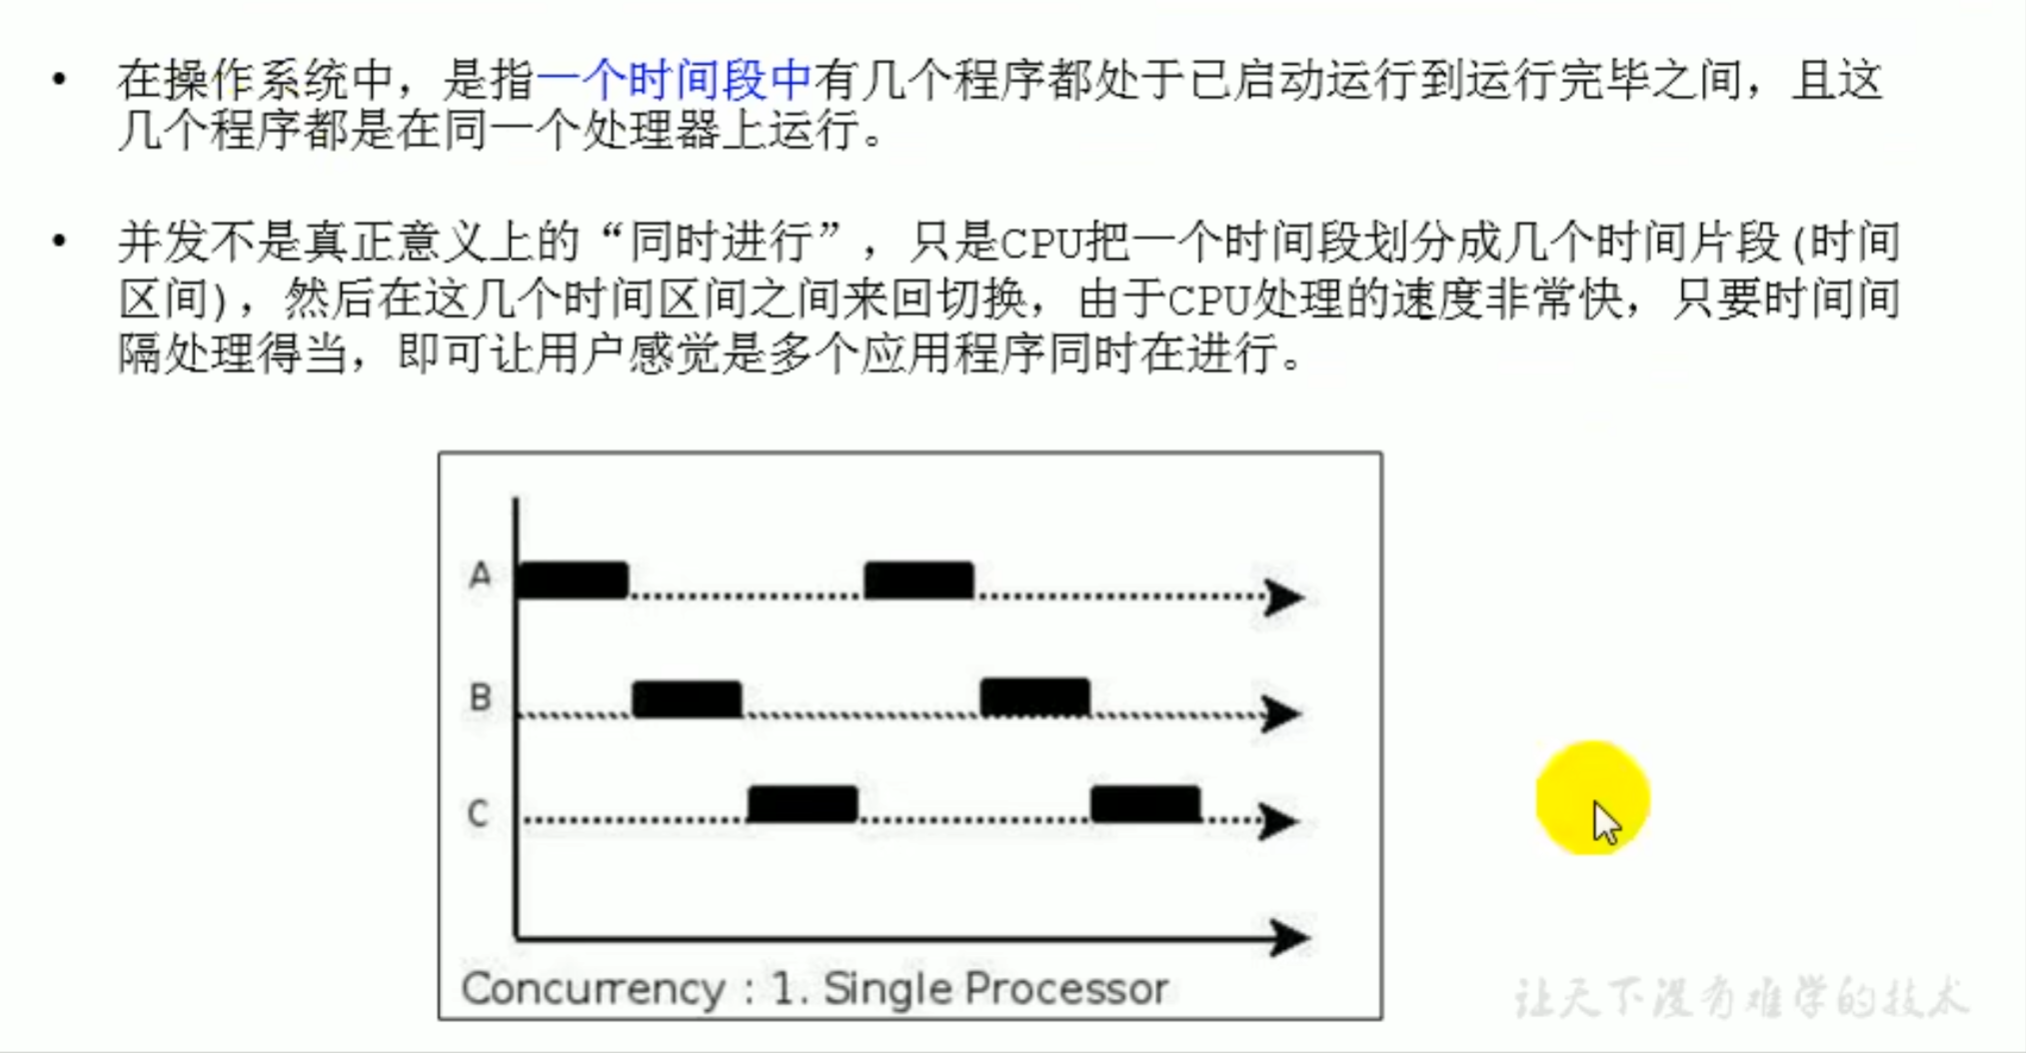 • 在操作系统中，是指一个时间段中有几个程序都处于已启动运行到运行完毕之间，且这
几个程序都是在同一个处理器上运行。
• 并发不是真正意义上的“同时进行”，只是CPU把一个时间段划分成几个时间片段(时间
区间)，然后在这几个时间区间之间来回切换，由于CPU处理的速度非常快，只要时间间
隔处理得当，即可让用户感觉是多个应用程序同时在进行。
A
B
C
Concurrency : 1. Single Processor
让天下没有难学的技术